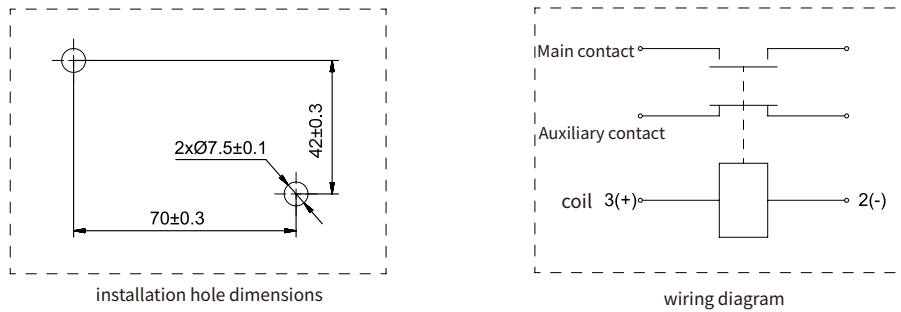 2xØ7.5±0.1
42±0.3
70±0.3
installation hole dimensions
Main contact
Auxiliary contact
coil 3(+) 2(-)
wiring diagram